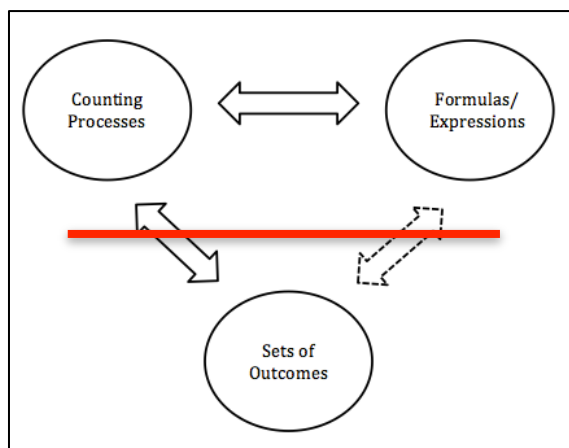 Counting
Processes
Formulas/
Expressions
Sets of
Outcomes